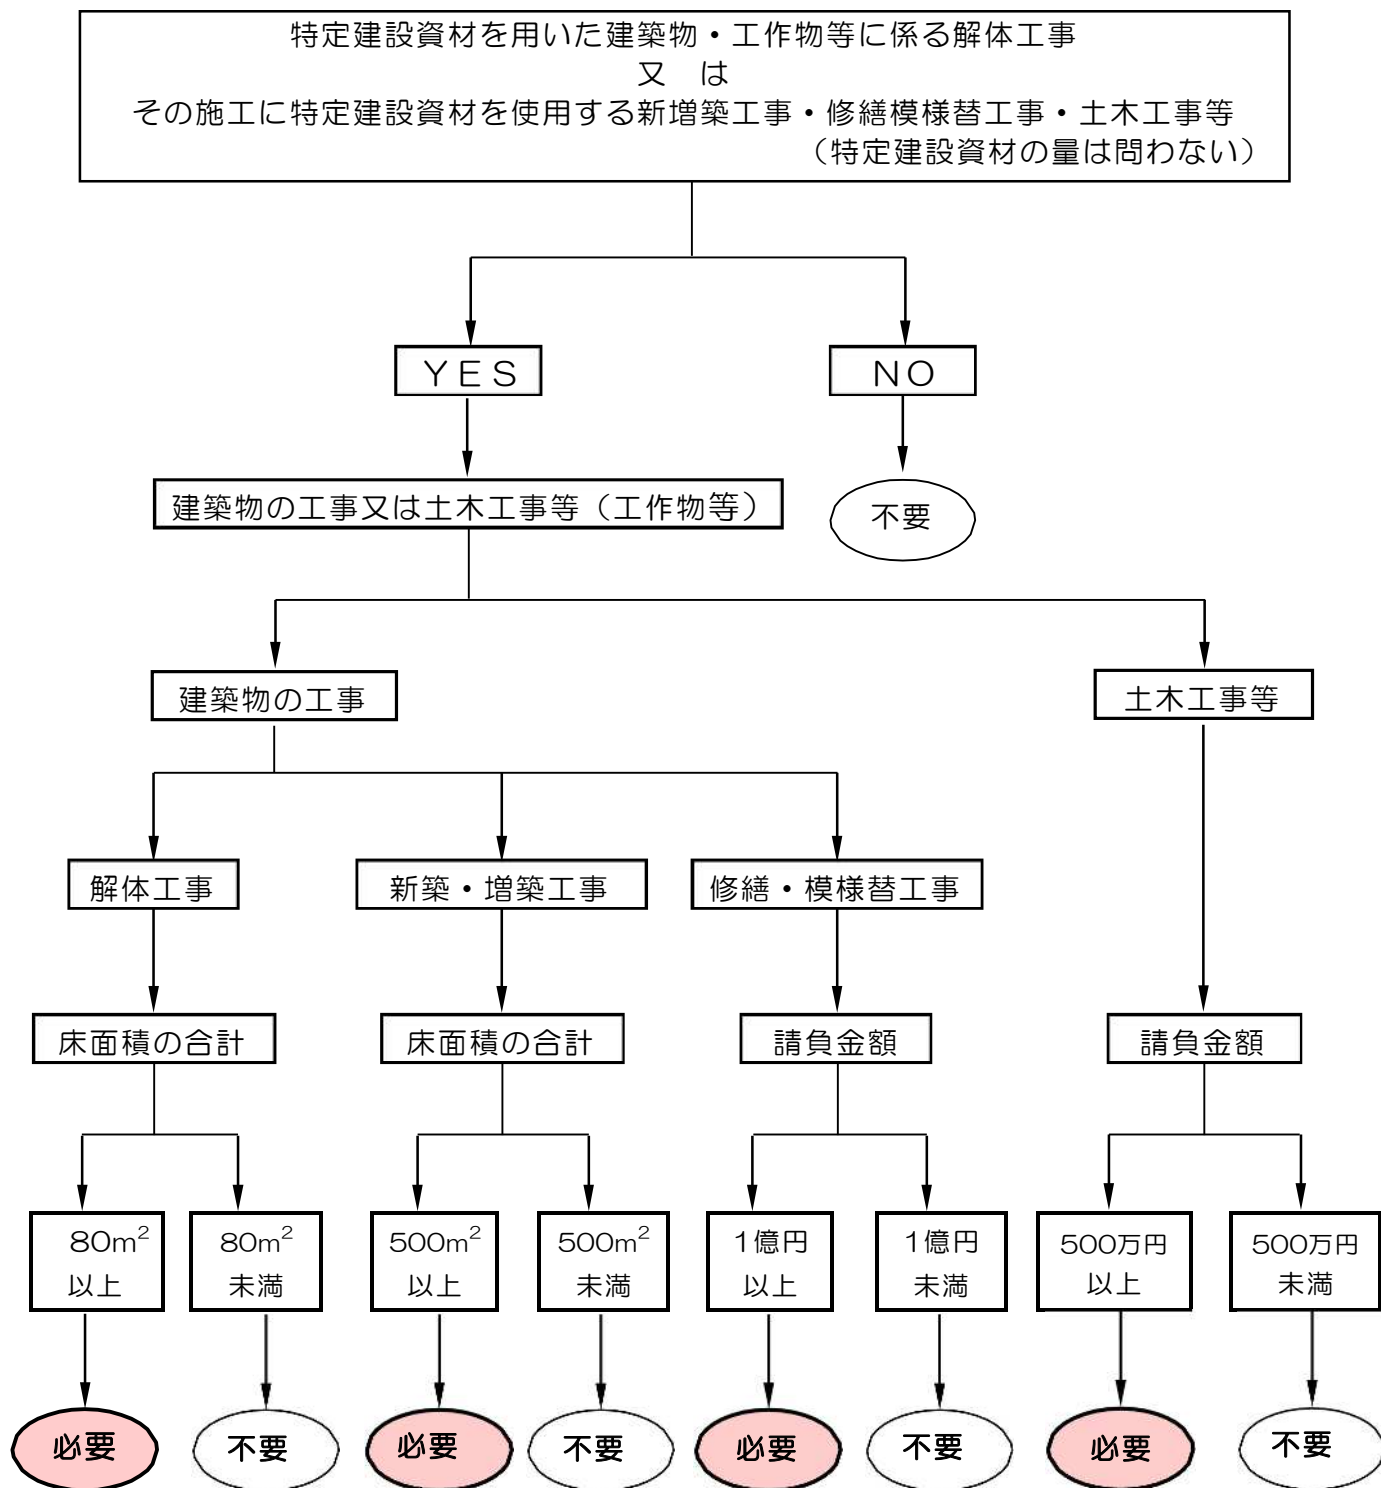 特定建設資材を用いた建築物・工作物等に係る解体工事
又　は
その施工に特定建設資材を使用する新増築工事・修繕模様替工事・土木工事等
（特定建設資材の量は問わない）
ＹＥＳ
ＮＯ
建築物の工事又は土木工事等（工作物等）
不要
建築物の工事
土木工事等
解体工事
新築・増築工事
修繕・模様替工事
床面積の合計
床面積の合計
請負金額
請負金額
80m²
以上
80m²
未満
500m²
以上
500m²
未満
1億円
以上
1億円
未満
500万円
以上
500万円
未満
必要
不要
必要
不要
必要
不要
必要
不要